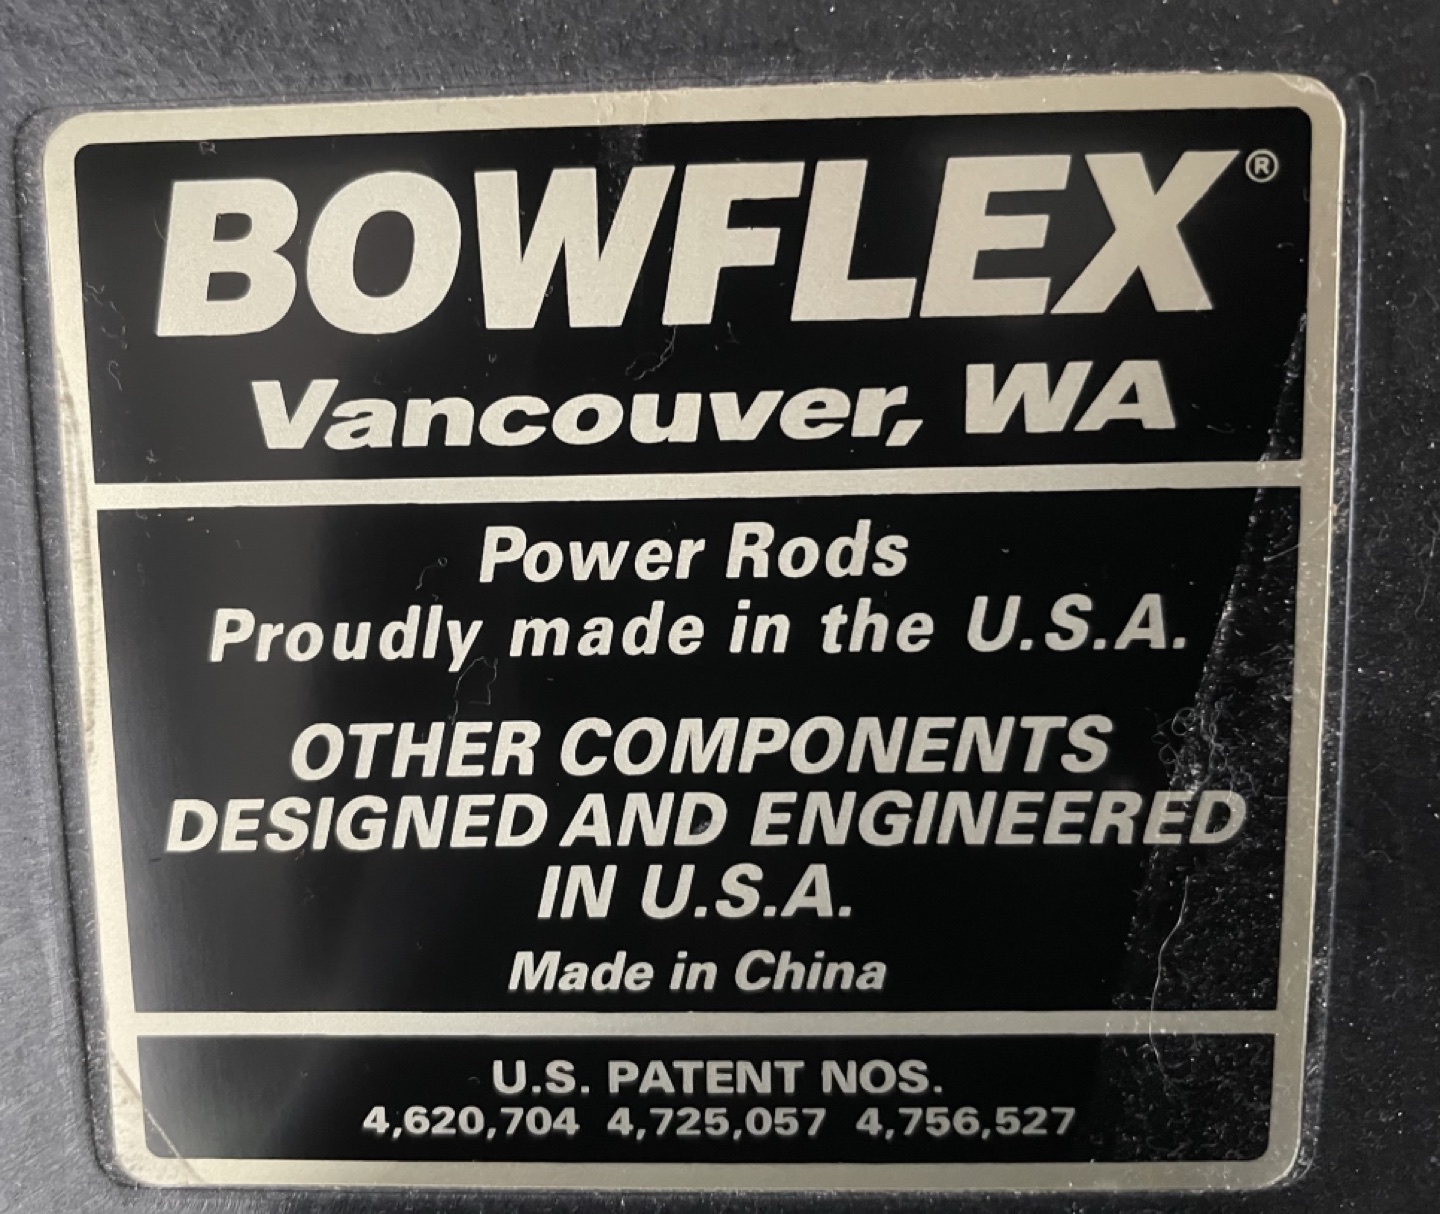 BOWFLEX®
Vancouver, WA
Power Rods
Proudly made in the U.S.A.
OTHER COMPONENTS
DESIGNED AND ENGINEERED
IN U.S.A.
Made in China
U.S. PATENT NOS.
4,620,704 4,725,057 4,756,527